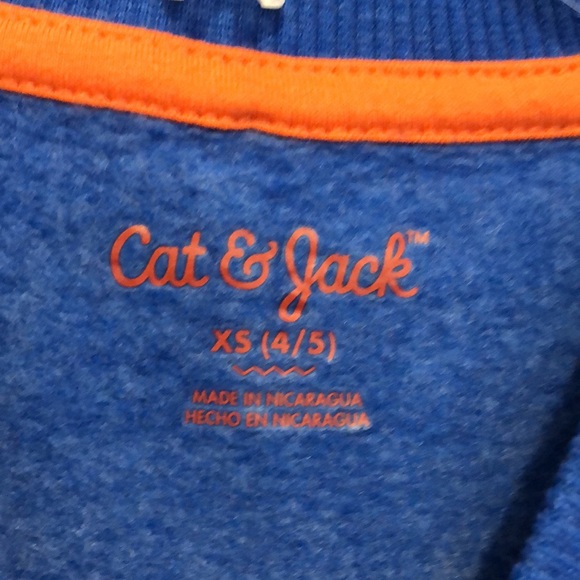 Cat & Jack™
XS (4/5)
MADE IN NICARAGUA
HECHO EN NICARAGUA